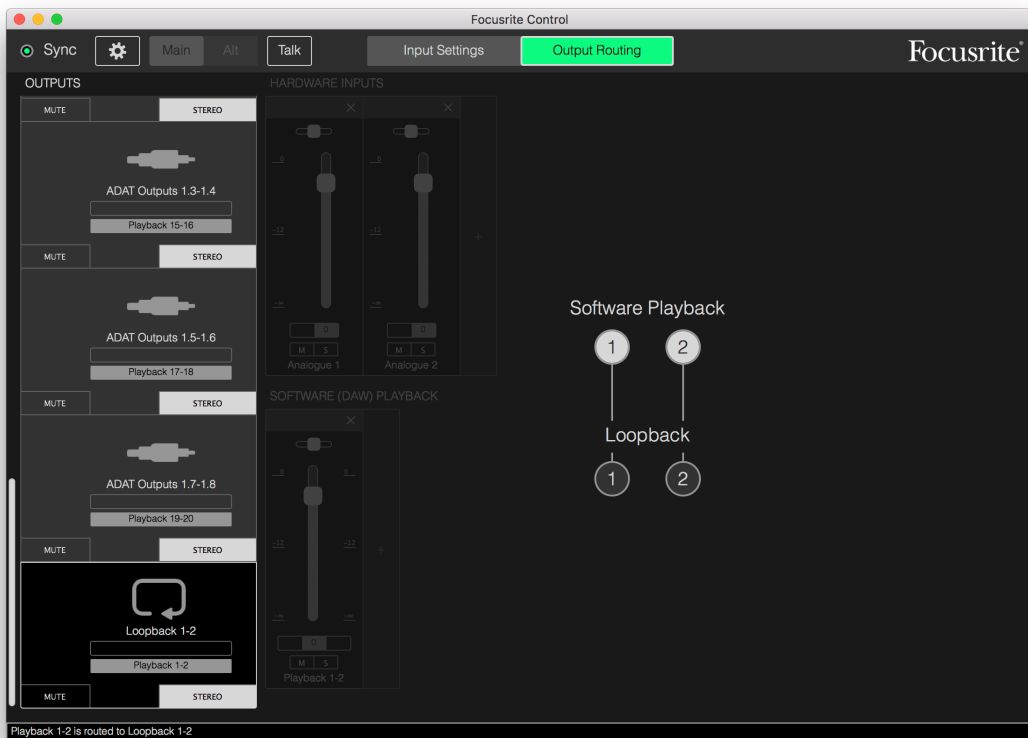 Focusrite Control
Sync
Main
Alt
Talk
Input Settings
Output Routing
Focusrite®
OUTPUTS
MUTE
STEREO
ADAT Outputs 1.3-1.4
Playback 15-16
MUTE
STEREO
ADAT Outputs 1.5-1.6
Playback 17-18
MUTE
STEREO
ADAT Outputs 1.7-1.8
Playback 19-20
MUTE
STEREO
Loopback 1-2
Playback 1-2
MUTE
STEREO
HARDWARE INPUTS
0
0
-12
-12
-∞
-∞
0
0
M S
M S
Analogue 1
Analogue 2
SOFTWARE (DAW) PLAYBACK
0
0
-12
-12
-∞
-∞
0
M S
Playback 1-2
Software Playback
1 2
Loopback
1 2
Playback 1-2 is routed to Loopback 1-2